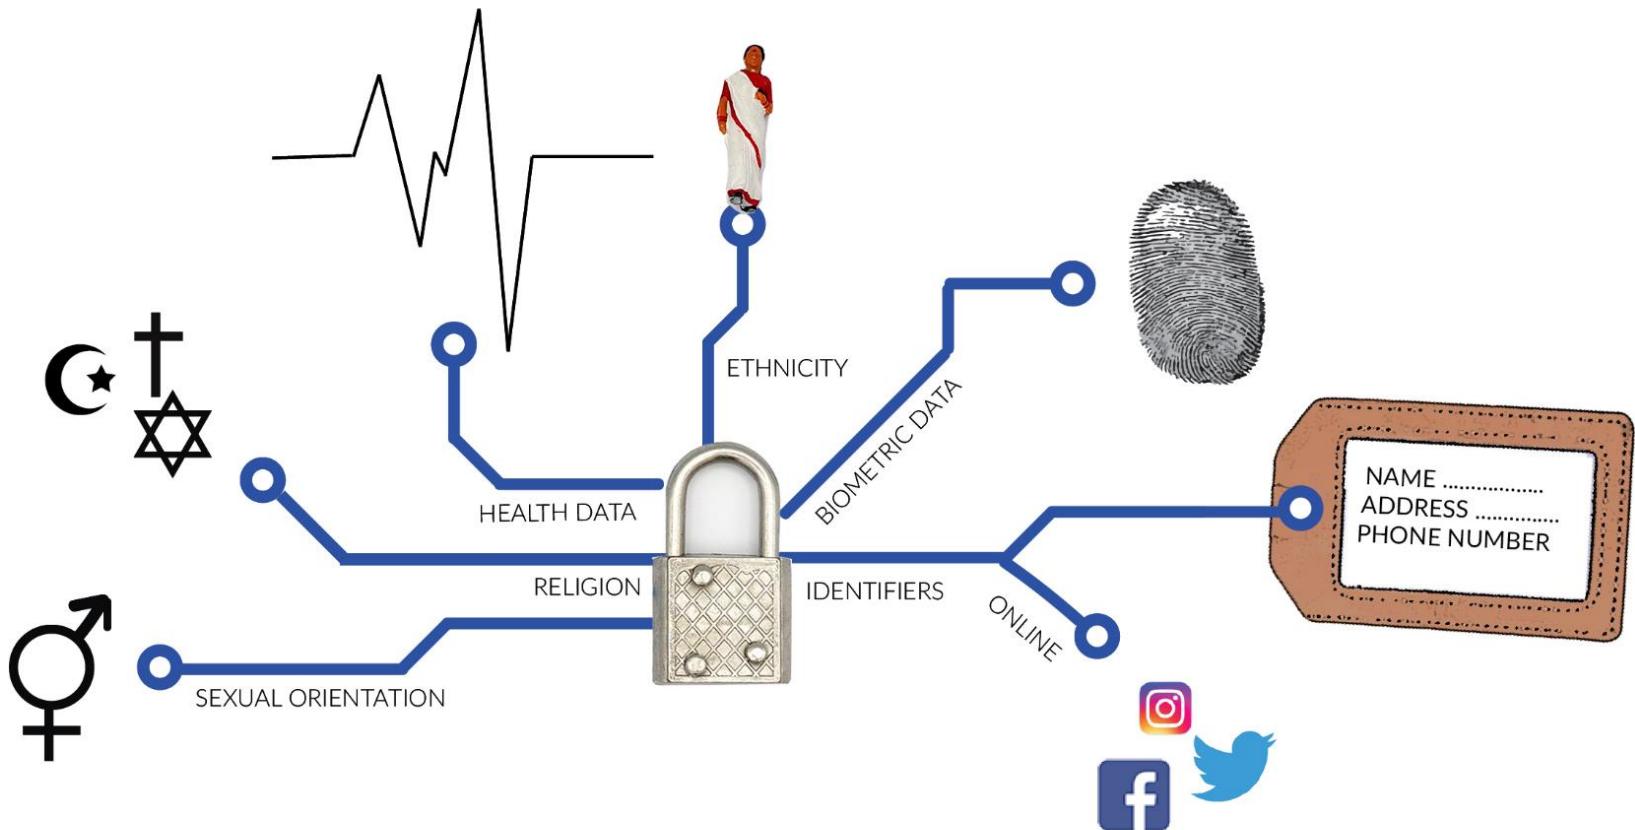 ETHNICITY
BIOMETRIC DATA
HEALTH DATA
RELIGION
IDENTIFIERS
ONLINE
SEXUAL ORIENTATION
NAME .................
ADDRESS ..............
PHONE NUMBER